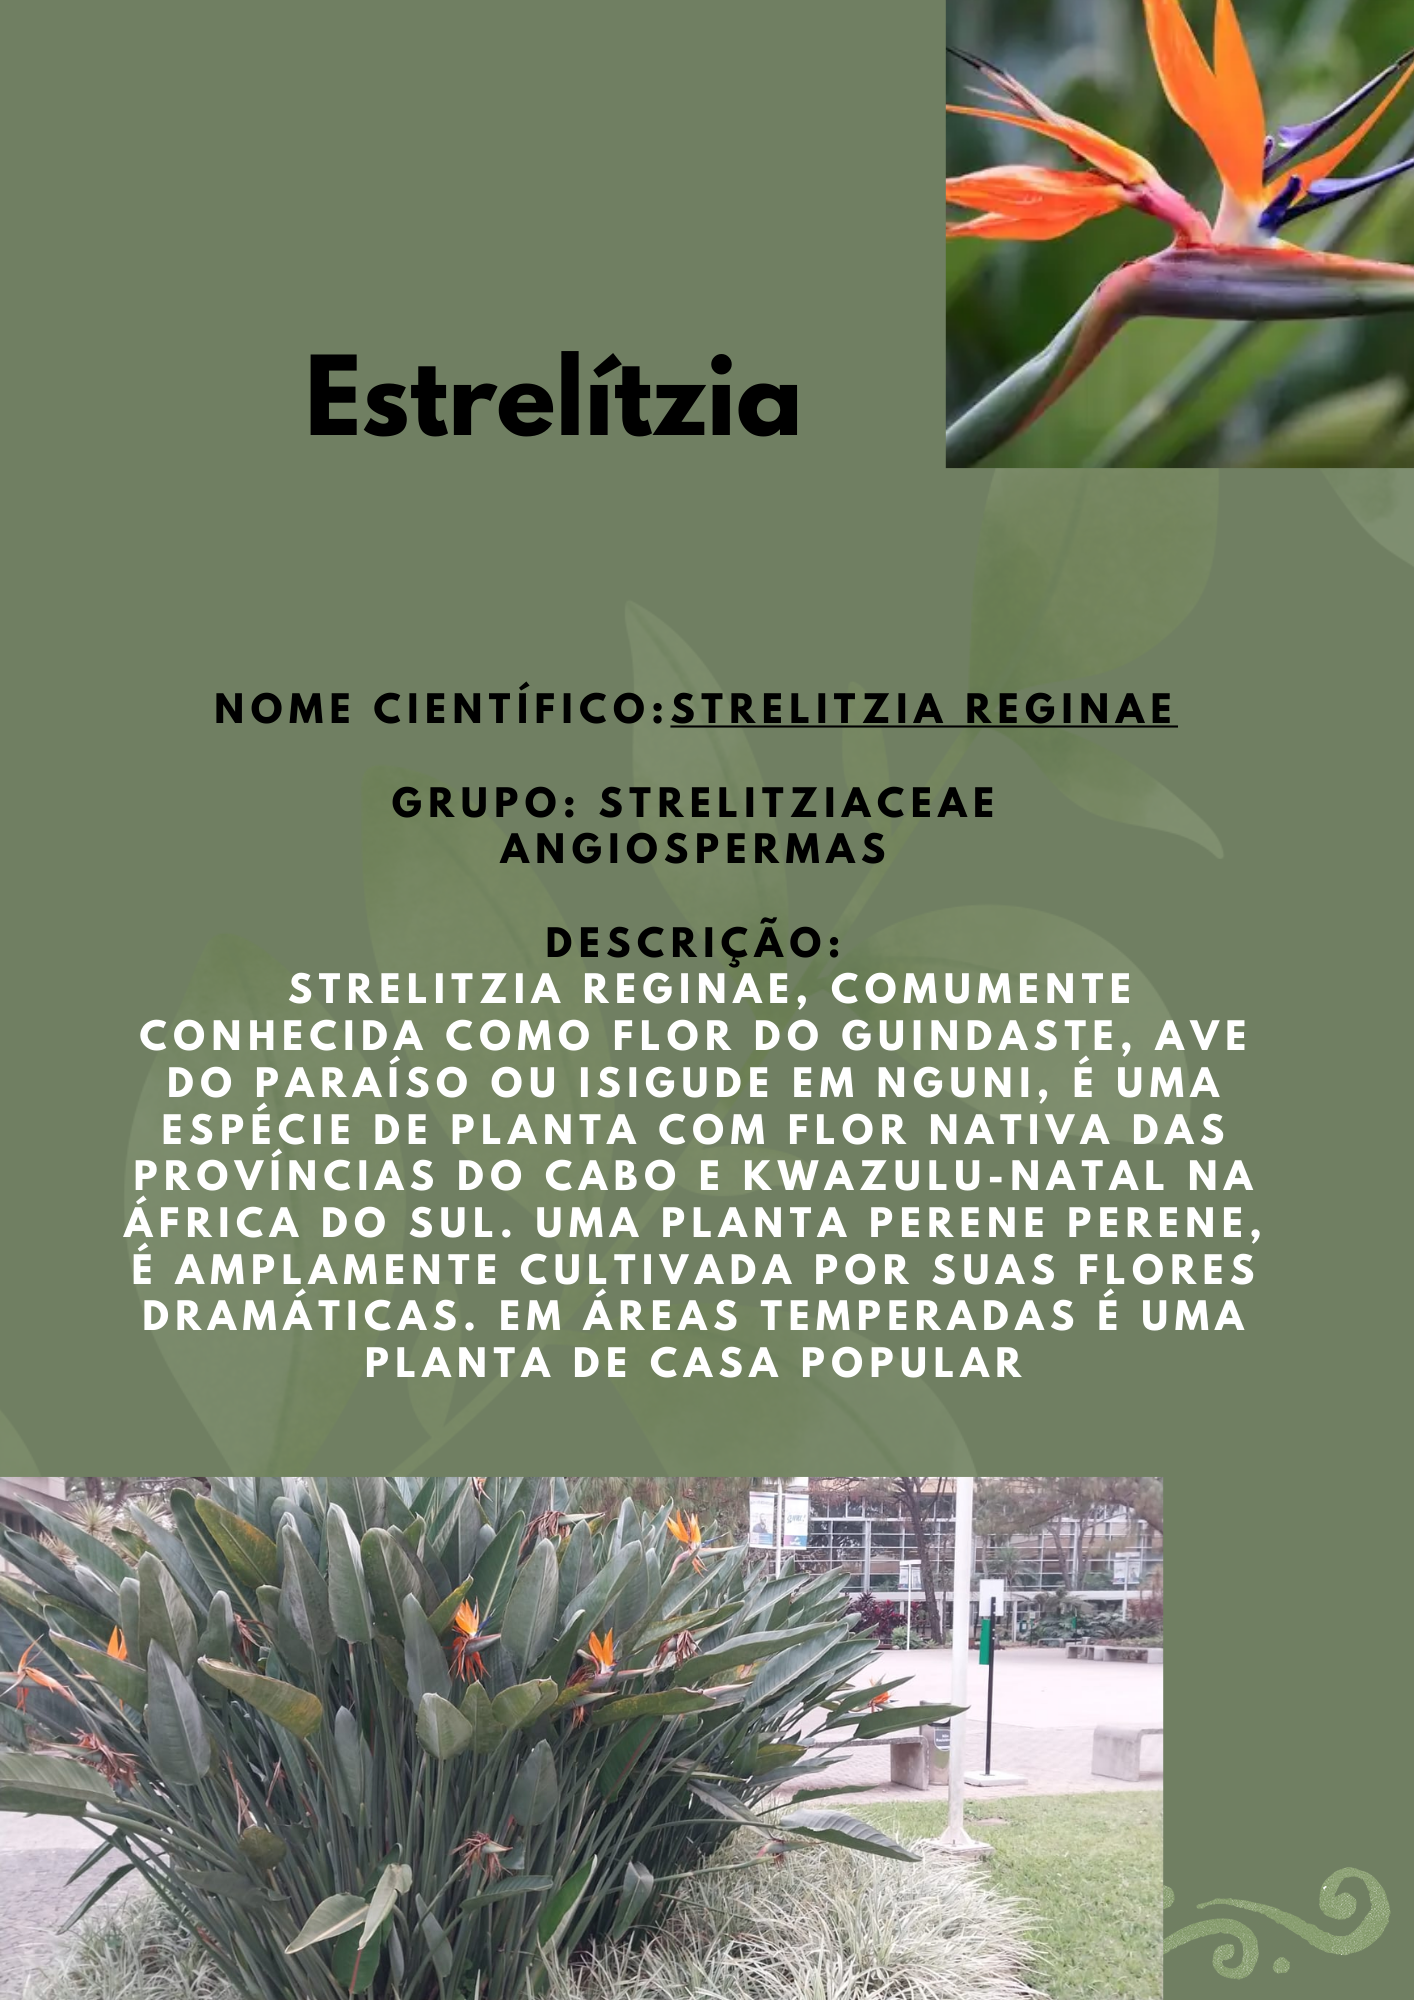 Estrelítzia
NOME CIENTÍFICO:STRELITZIA REGINAE
GRUPO: STRELITZIACEAE
ANGIOSPERMAS
DESCRIÇÃO:
STRELITZIA REGINAE, COMUMENTE
CONHECIDA COMO FLOR DO GUINDASTE, AVE
DO PARAÍSO OU ISIGUDE EM NGUNI, É UMA
ESPÉCIE DE PLANTA COM FLOR NATIVA DAS
PROVÍNCIAS DO CABO E KWAZULU-NATAL NA
ÁFRICA DO SUL. UMA PLANTA PERENE PERENE,
É AMPLAMENTE CULTIVADA POR SUAS FLORES
DRAMÁTICAS. EM ÁREAS TEMPERADAS É UMA
PLANTA DE CASA POPULAR